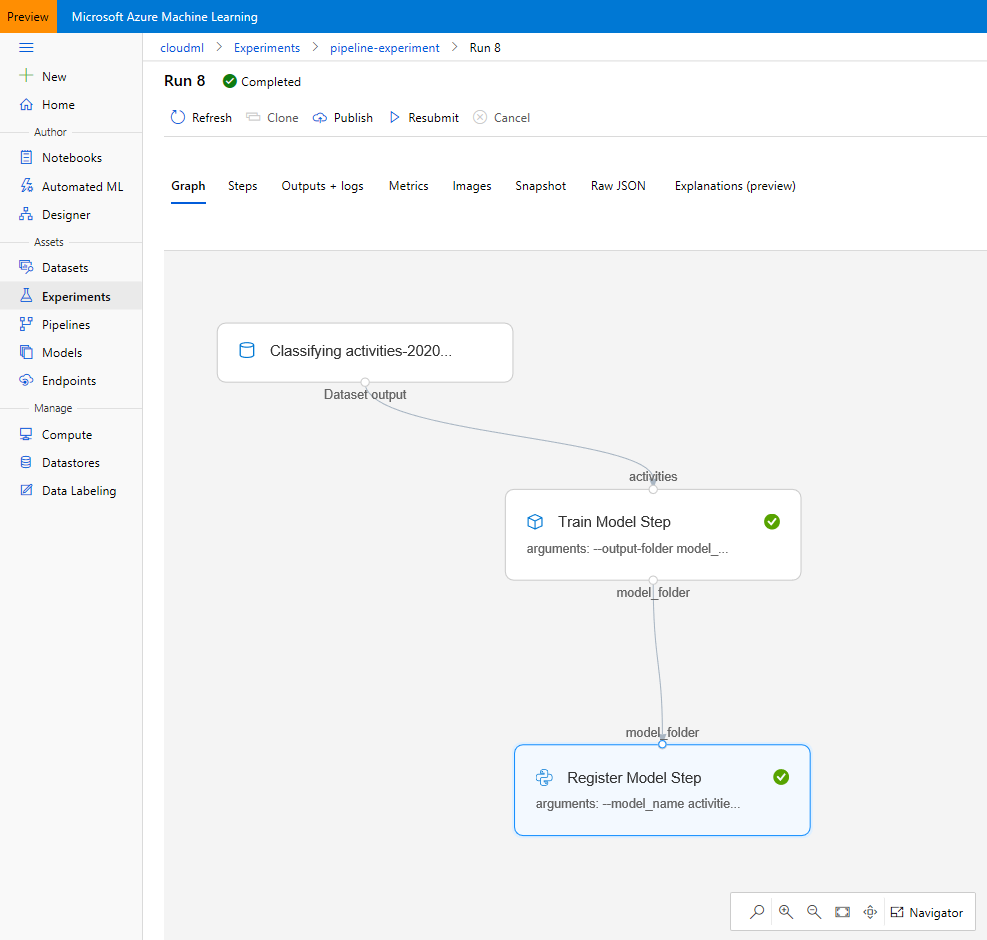 Preview Microsoft Azure Machine Learning
cloudml > Experiments > pipeline-experiment > Run 8
New
Home
Author
Notebooks
Automated ML
Designer
Assets
Datasets
Experiments
Pipelines
Models
Endpoints
Manage
Compute
Datastores
Data Labeling
Run 8 Completed
Refresh Clone Publish Resubmit Cancel
Graph Steps Outputs + logs Metrics Images Snapshot Raw JSON Explanations (preview)
Classifying activities-2020...
Dataset output
activities
Train Model Step
arguments: --output-folder model_...
model_folder
model_folder
Register Model Step
arguments: --model_name activitie...
Navigator